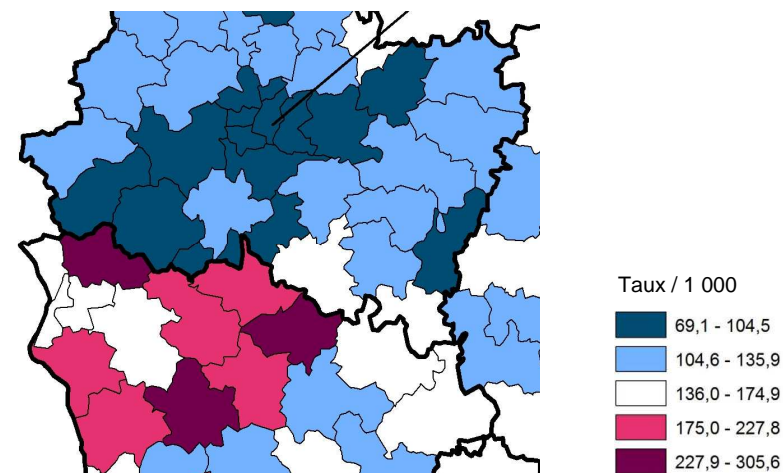 Taux / 1 000
69,1 - 104,5
104,6 - 135,9
136,0 - 174,9
175,0 - 227,8
227,9 - 305,6